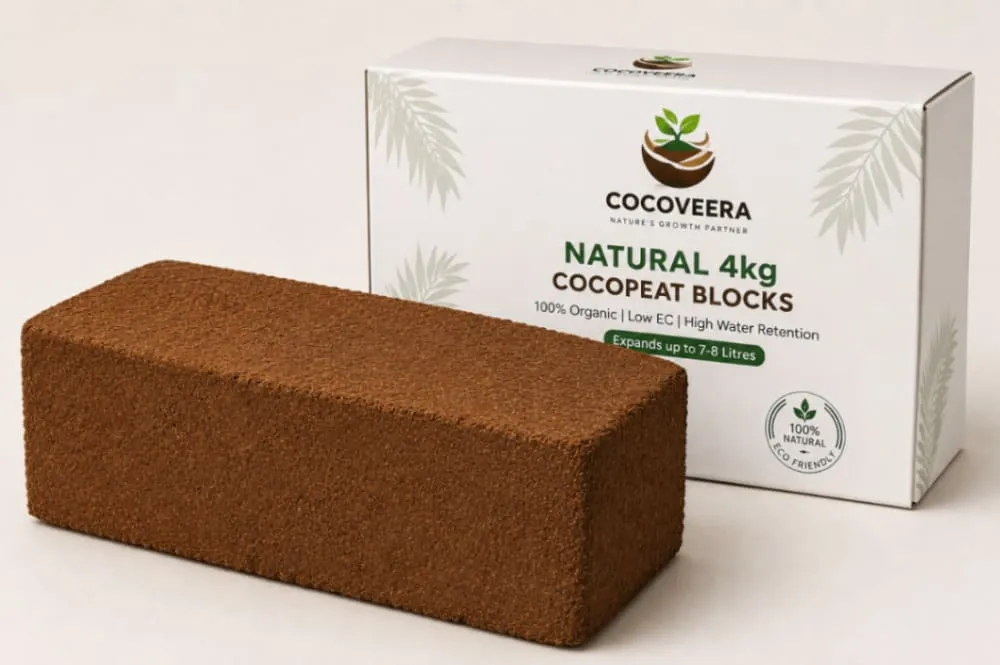 COCOVEERA
COCOVEERA
NATURE'S GROWTH PARTNER
NATURAL 4kg
COCOPEAT BLOCKS
100% Organic | Low EC | High Water Retention
Expands up to 7-8 Litres
100%
NATURAL
ECO FRIENDLY